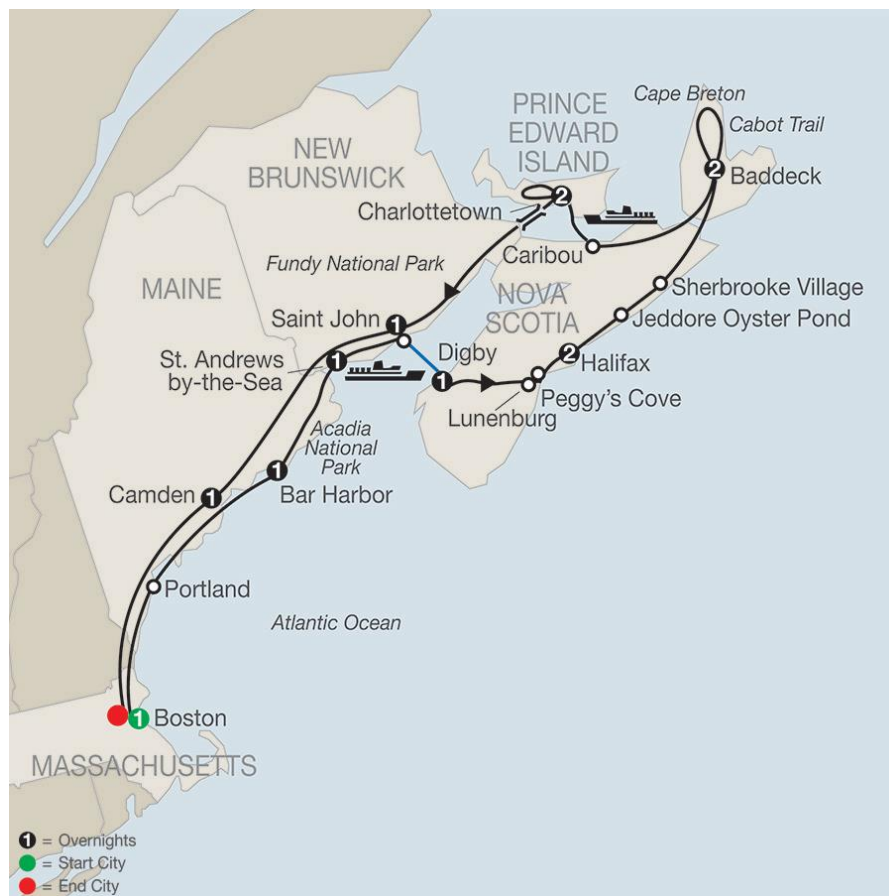 Cape Breton
PRINCE
EDWARD
ISLAND
Cabot Trail
NEW
BRUNSWICK
2
Baddeck
2
Charlottetown
Caribou
Fundy National Park
MAINE
NOVA
SCOTIA
Sherbrooke Village
Jeddore Oyster Pond
Saint John
1
St. Andrews
by-the-Sea
1
Digby
1
2
Halifax
Peggy's Cove
Lunenburg
Acadia
National
Park
Camden
1
1
Bar Harbor
Portland
Atlantic Ocean
1
Boston
MASSACHUSETTS
1 = Overnights
= Start City
= End City